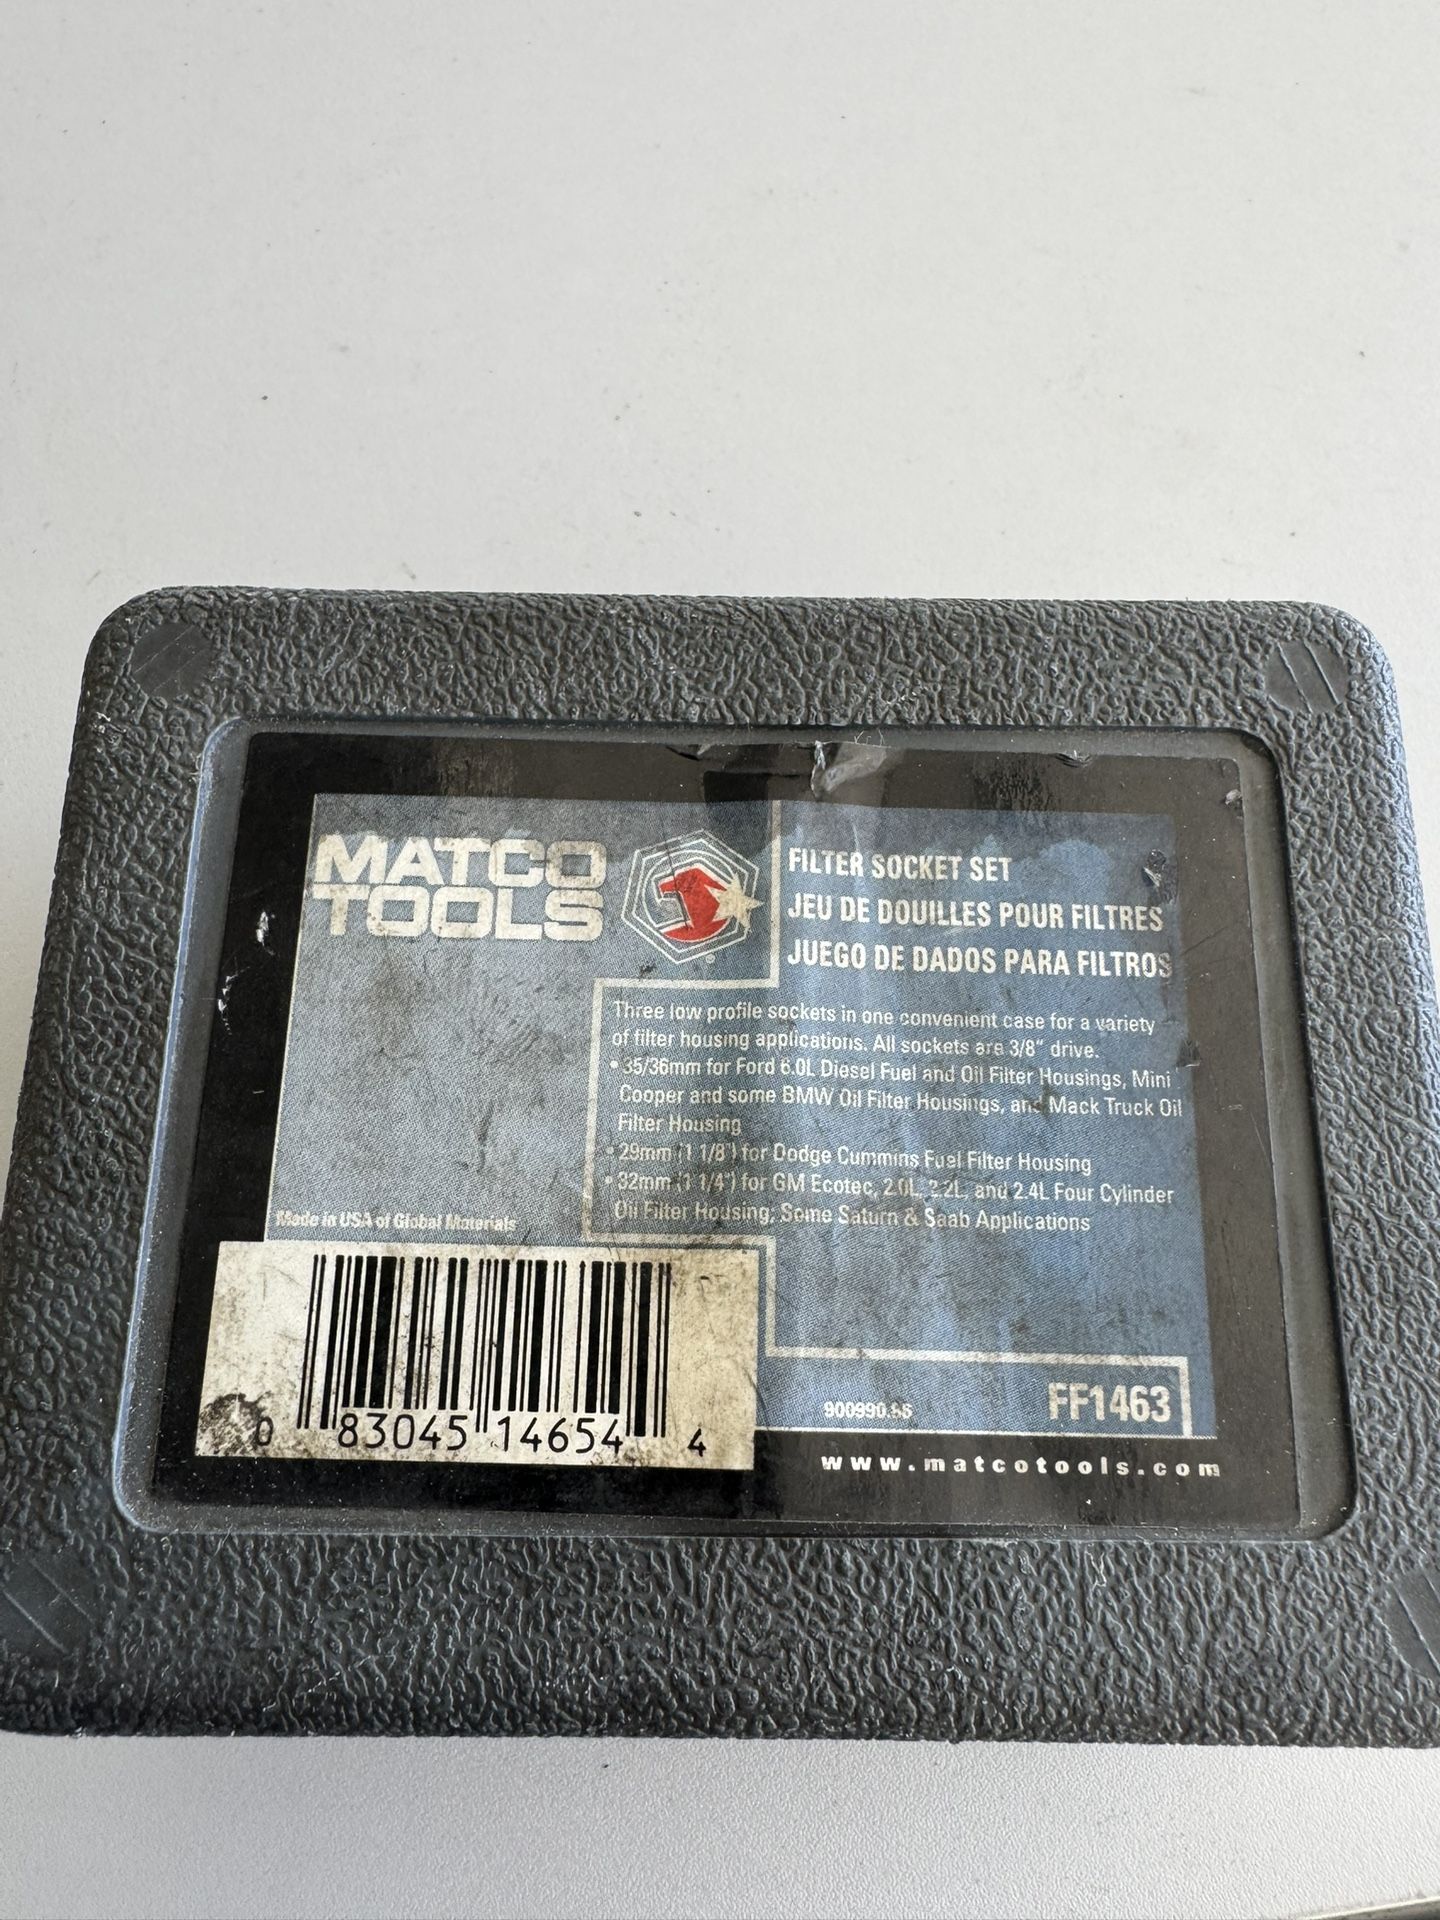 MATCO
TOOLS
®
FILTER SOCKET SET
JEU DE DOUILLES POUR FILTRES
JUEGO DE DADOS PARA FILTROS
Three low profile sockets in one convenient case for a variety
of filter housing applications. All sockets are 3/8" drive.
• 35/36mm for Ford 6.0L Diesel Fuel and Oil Filter Housings, Mini
Cooper and some BMW Oil Filter Housings, and Mack Truck Oil
Filter Housing
• 29mm (1 1/8") for Dodge Cummins Fuel Filter Housing
• 32mm (1 1/4") for GM Ecotec, 2.0L, 2.2L, and 2.4L Four Cylinder
Oil Filter Housing, Some Saturn & Saab Applications
Made in USA of Global Materials
0 83045 14654 4
FF1463
www.matcotools.com